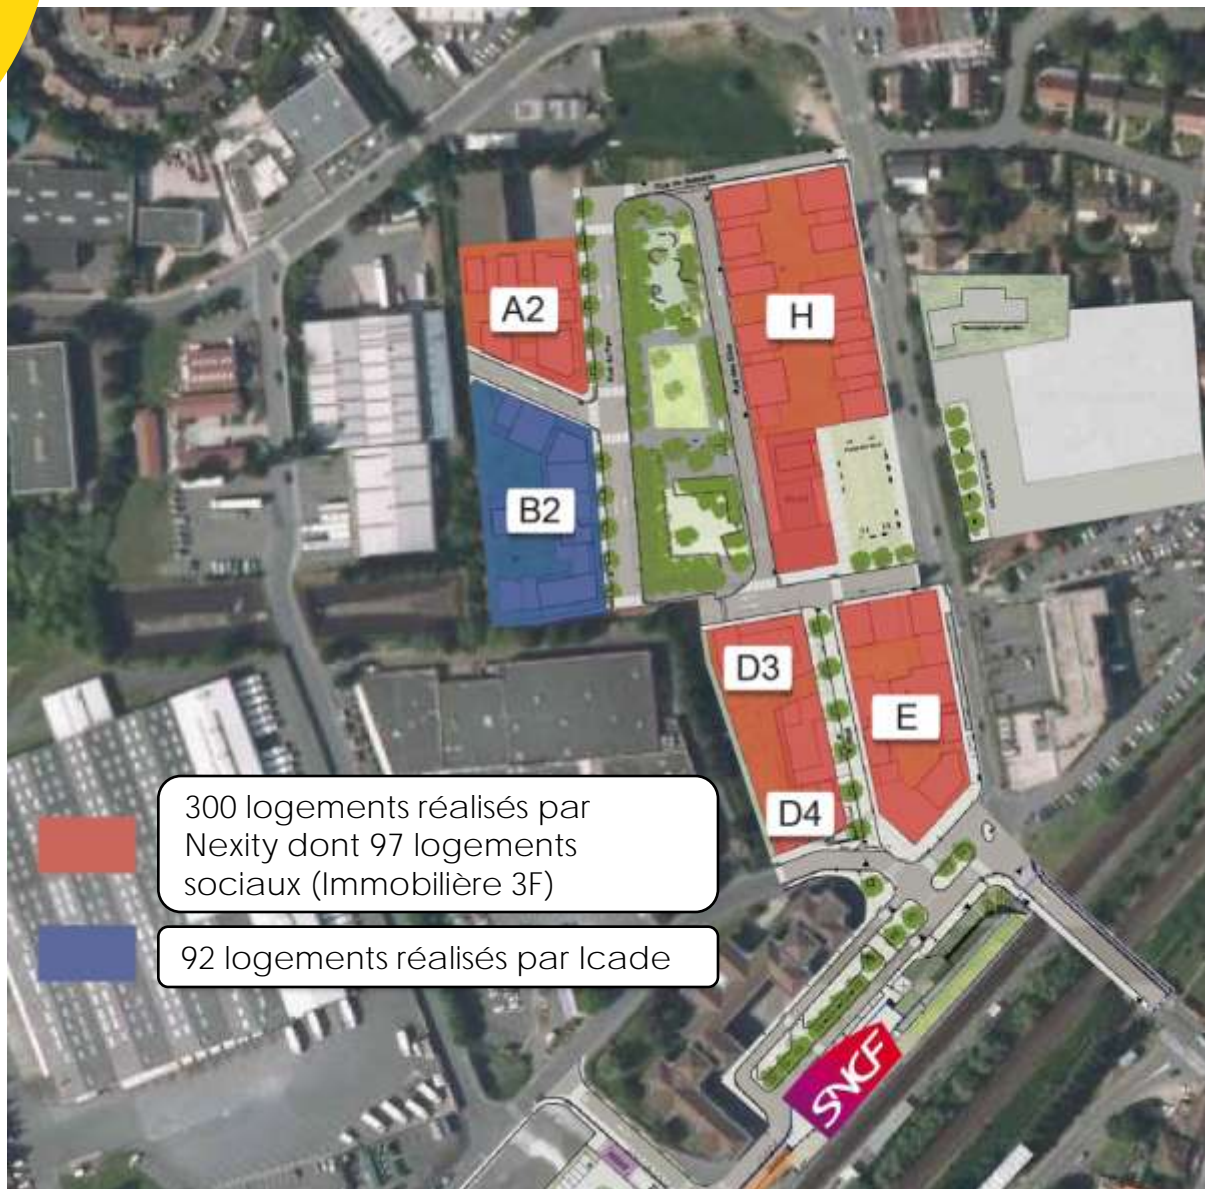 A2
H
B2
D3
E
D4
300 logements réalisés par
Nexity dont 97 logements
sociaux (Immobilière 3F)
92 logements réalisés par Icade
SNCF